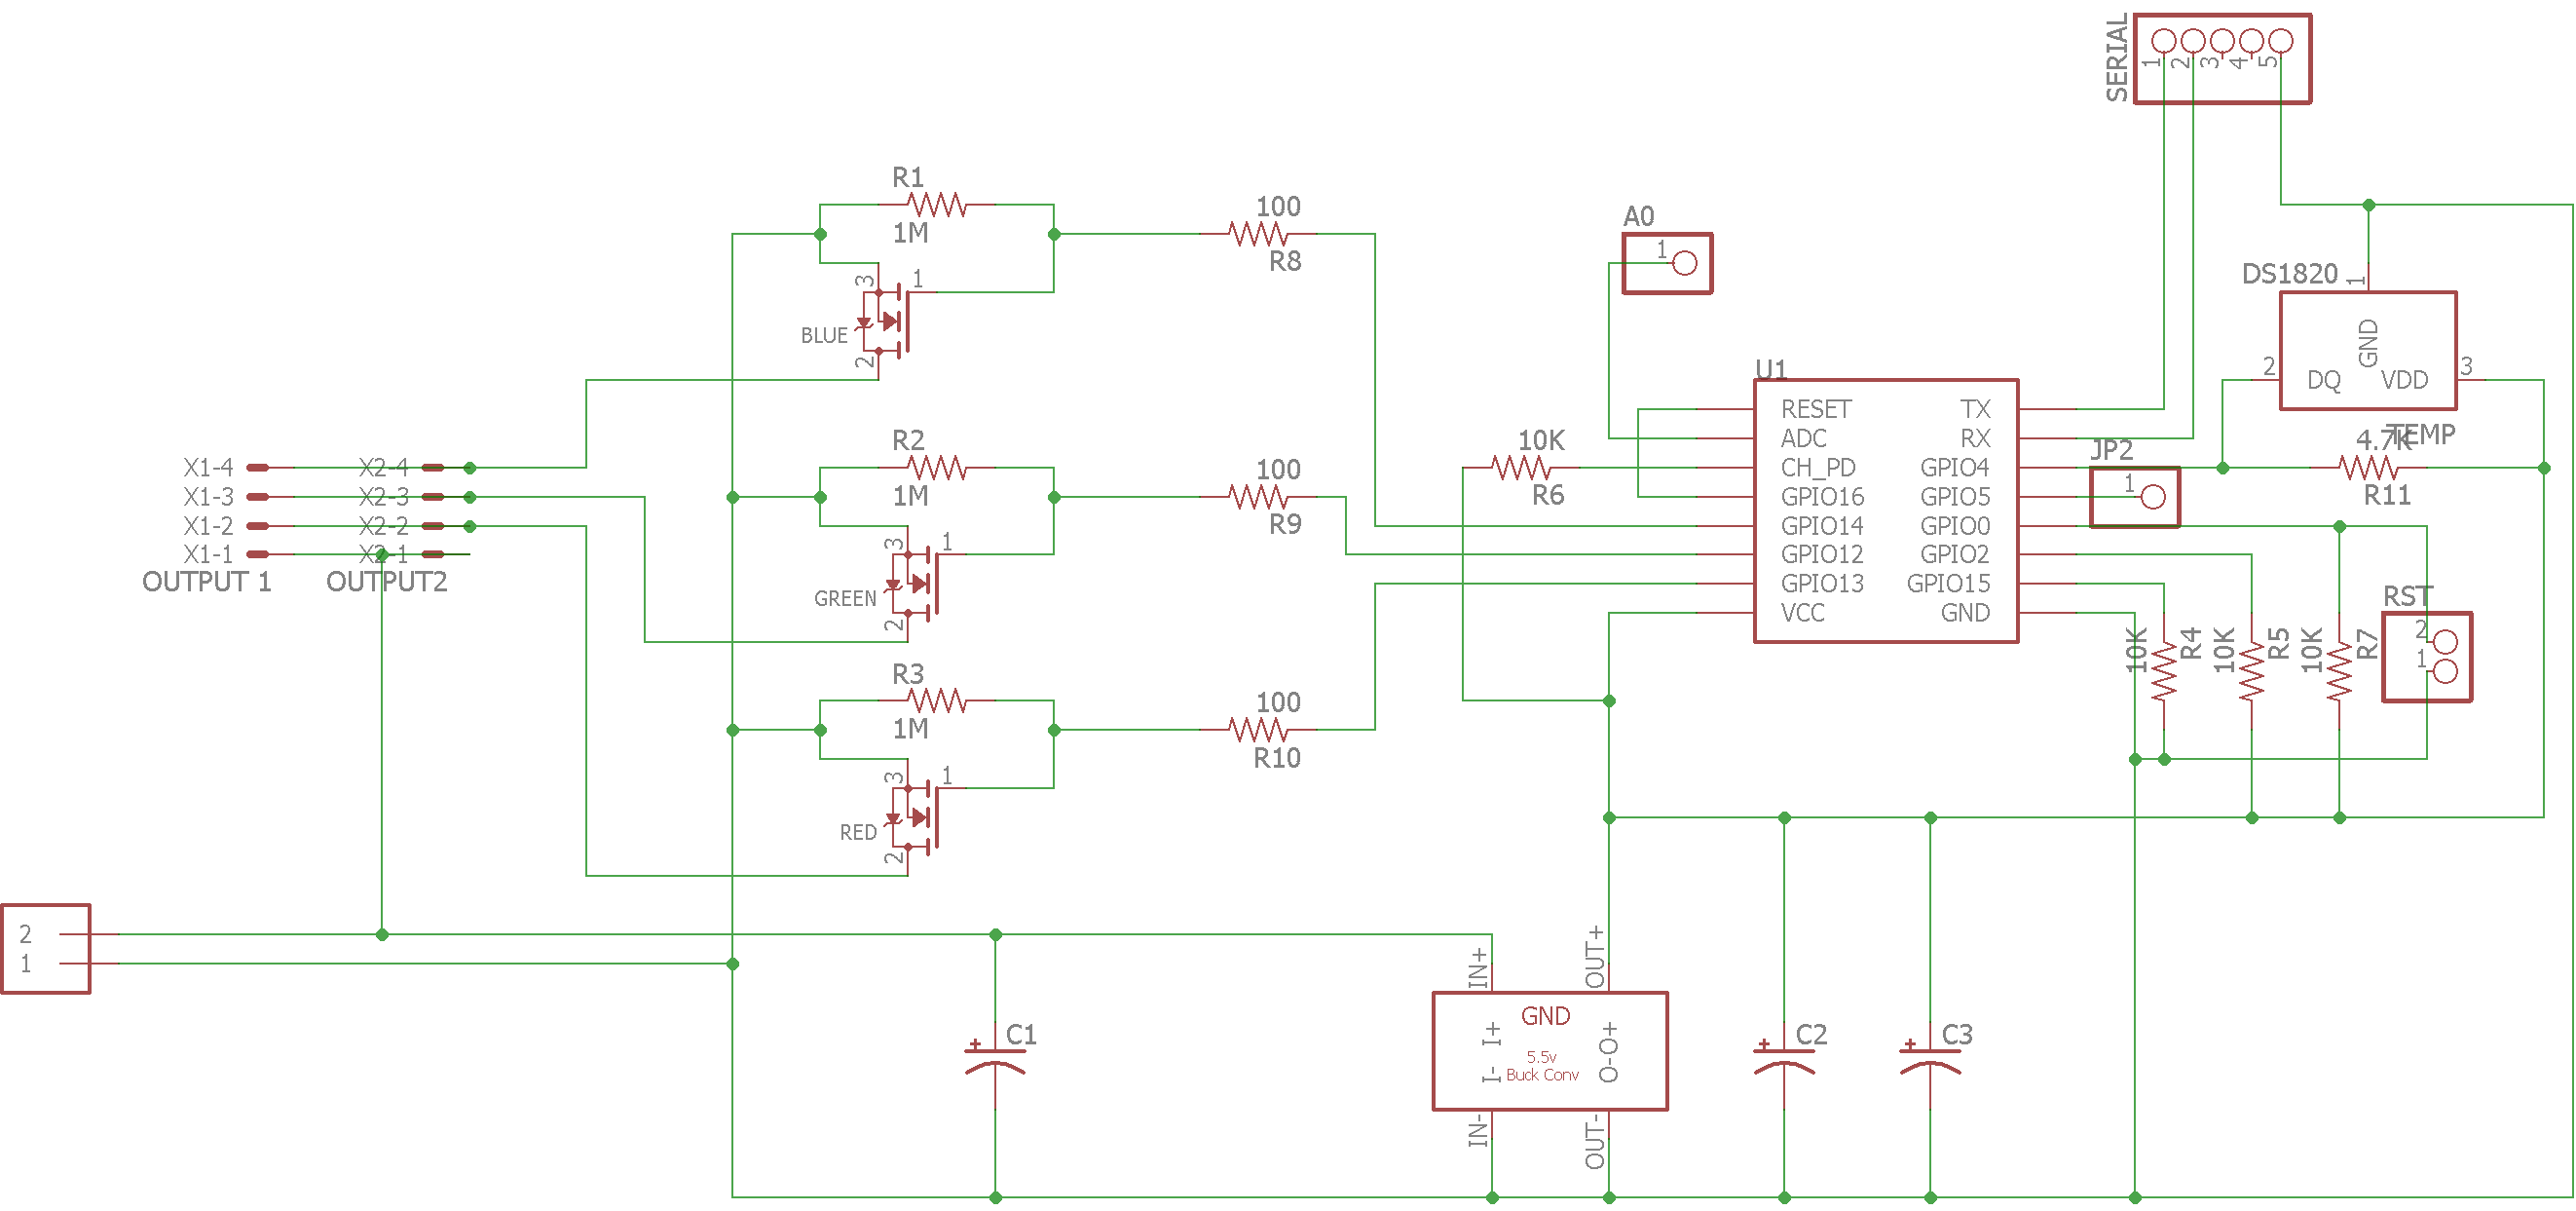 SERIAL
1
2
3
4
5
R1
1M
100
R8
3
1
BLUE
2
A0
1
DS1820
1
GND
2
DQ
VDD
3
TEMP
U1
RESET
ADC
CH_PD
GPIO16
GPIO14
GPIO12
GPIO13
VCC
TX
RX
GPIO4
GPIO5
GPIO0
GPIO2
GPIO15
GND
JP2
1
4.7K
R11
10K
R6
X1-4
X1-3
X1-2
X1-1
OUTPUT 1
X2-4
X2-3
X2-2
X2-1
OUTPUT2
R2
1M
100
R9
3
1
GREEN
2
R3
1M
100
R10
3
1
RED
2
10K
R4
10K
R5
10K
R7
RST
2
1
2
1
C1
IN+
OUT+
GND
I+
O-O+
5.5v
I-
Buck Conv
IN-
OUT-
C2
C3